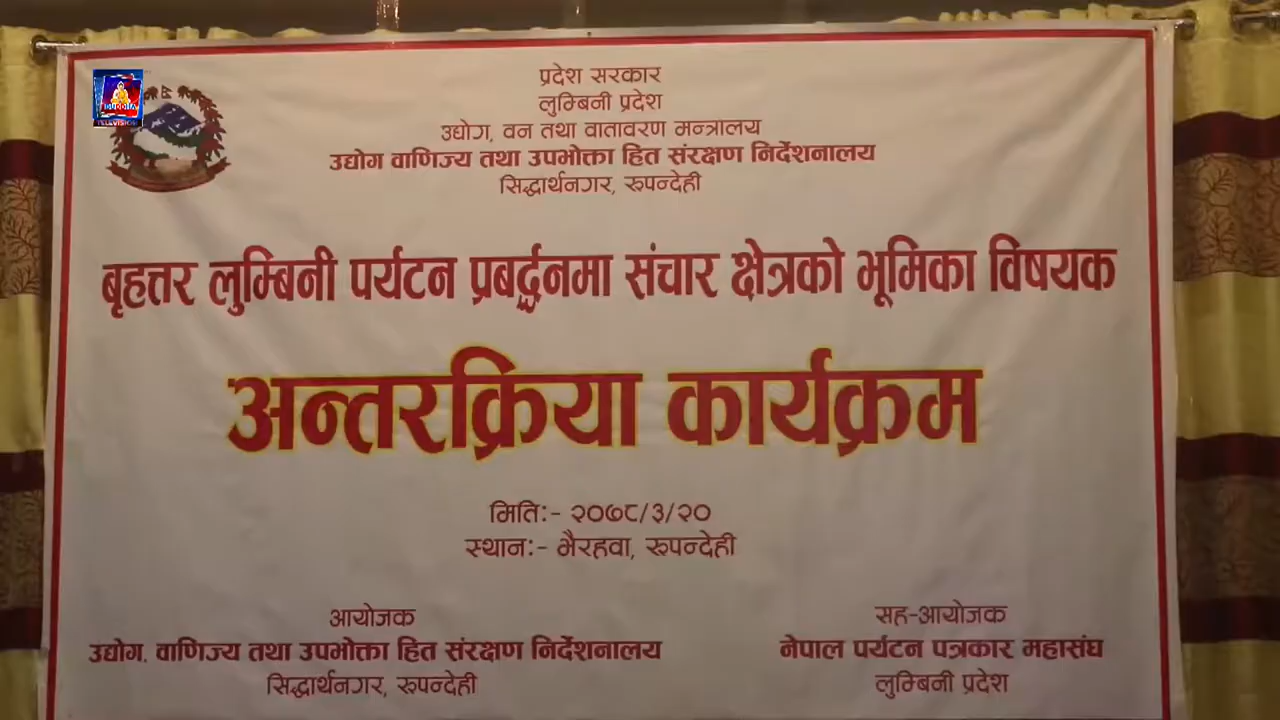 BUDDHA
TELEVISION
प्रदेश सरकार
लुम्बिनी प्रदेश
उद्योग, वन तथा वातावरण मन्त्रालय
उद्योग वाणिज्य तथा उपभोक्ता हित संरक्षण निर्देशनालय
सिद्धार्थनगर, रुपन्देही
बृहत्तर लुम्बिनी पर्यटन प्रबर्द्धनमा संचार क्षेत्रको भूमिका विषयक
अन्तरक्रिया कार्यक्रम
मिति:- २०७८/३/२०
स्थान:- भैरहवा, रुपन्देही
आयोजक
उद्योग, वाणिज्य तथा उपभोक्ता हित संरक्षण निर्देशनालय
सिद्धार्थनगर, रुपन्देही
सह-आयोजक
नेपाल पर्यटन पत्रकार महासंघ
लुम्बिनी प्रदेश